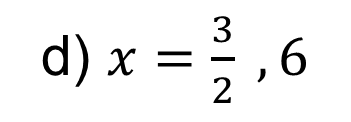 d) x = 3/2 , 6